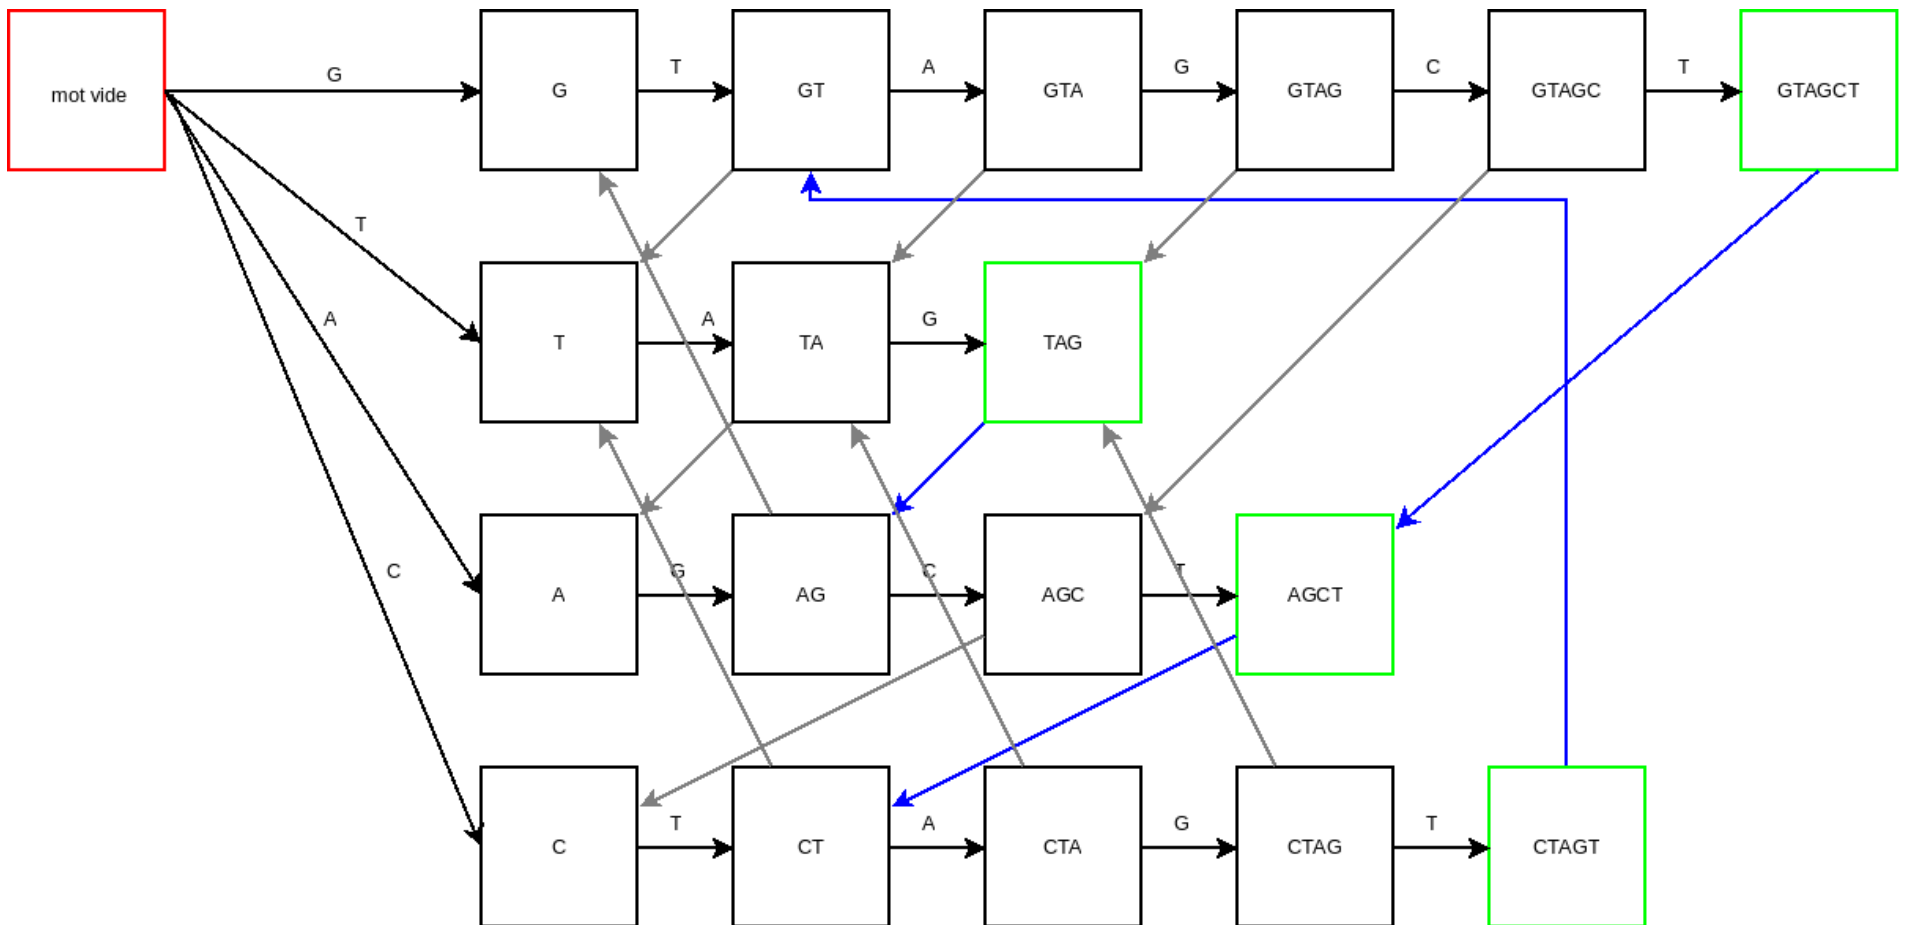 G T A G C T
mot vide G GT GTA GTAG GTAGC GTAGCT
T
A A G
T TA TAG
C G C T
A AG AGC AGCT
T A G T
C CT CTA CTAG CTAGT